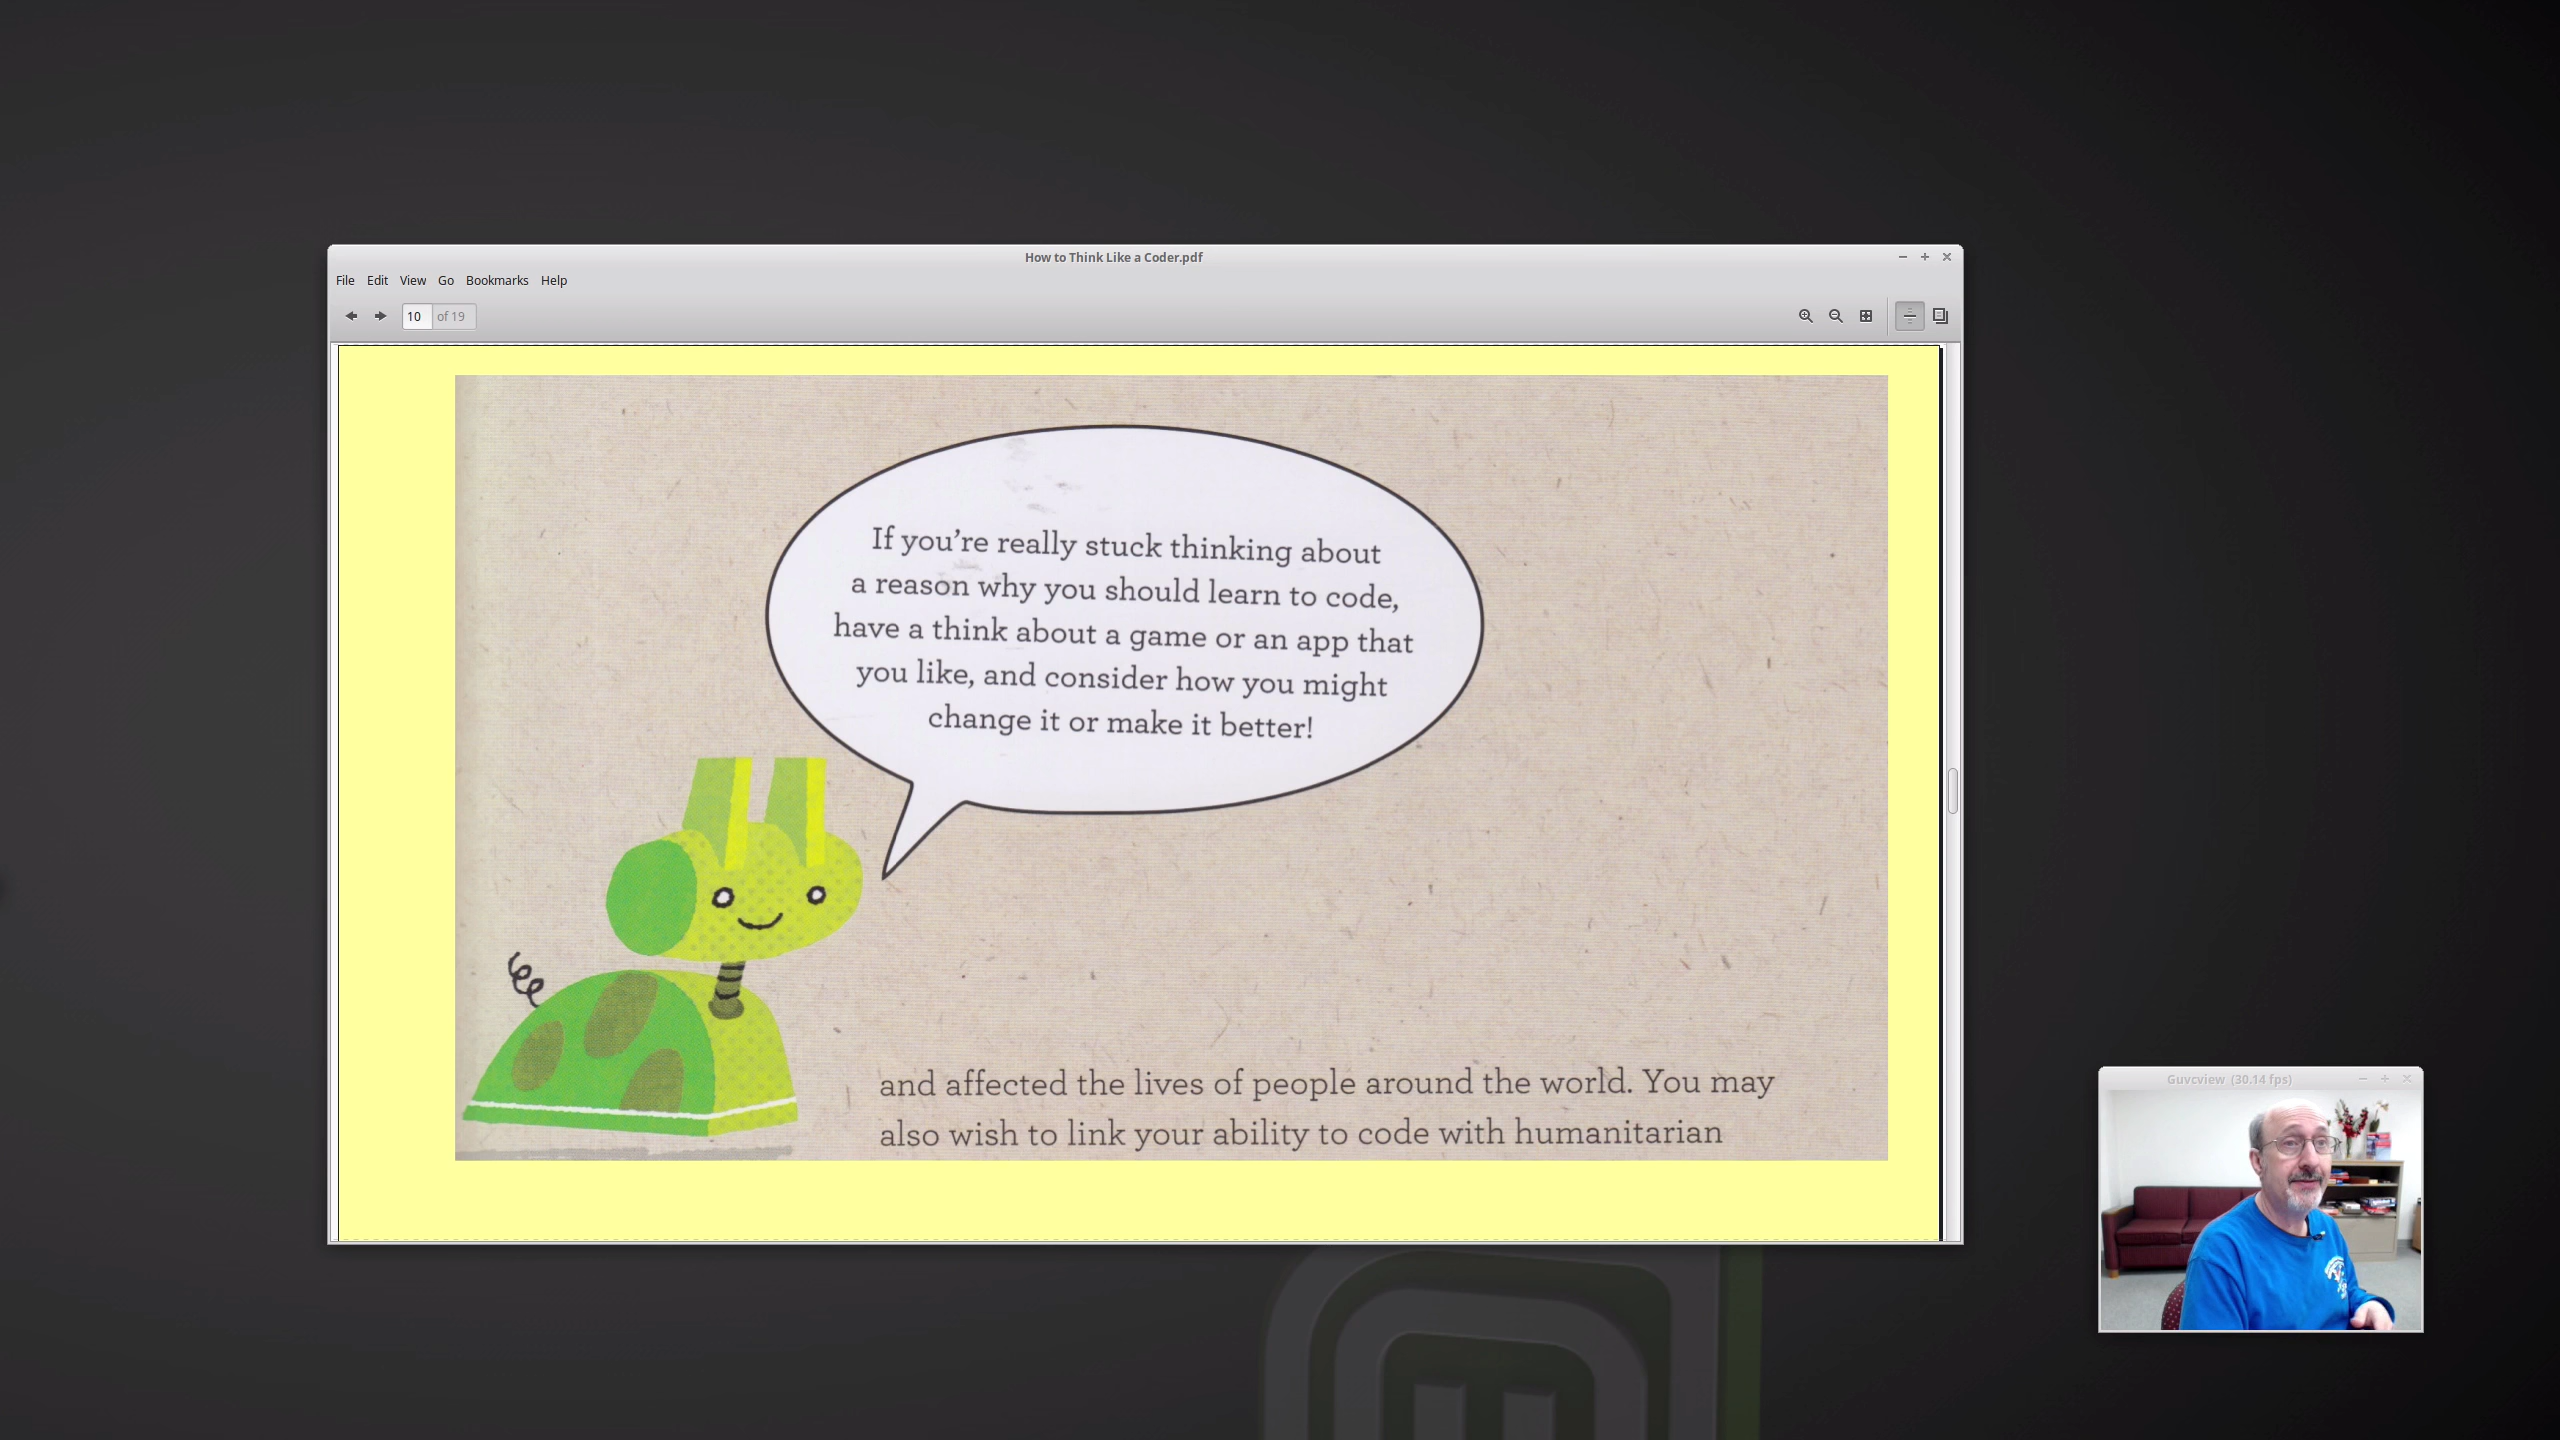 How to Think Like a Coder.pdf
File Edit View Go Bookmarks Help
10 of 19
If you're really stuck thinking about
a reason why you should learn to code,
have a think about a game or an app that
you like, and consider how you might
change it or make it better!
and affected the lives of people around the world. You may
also wish to link your ability to code with humanitarian
Guvcview (30.14 fps)